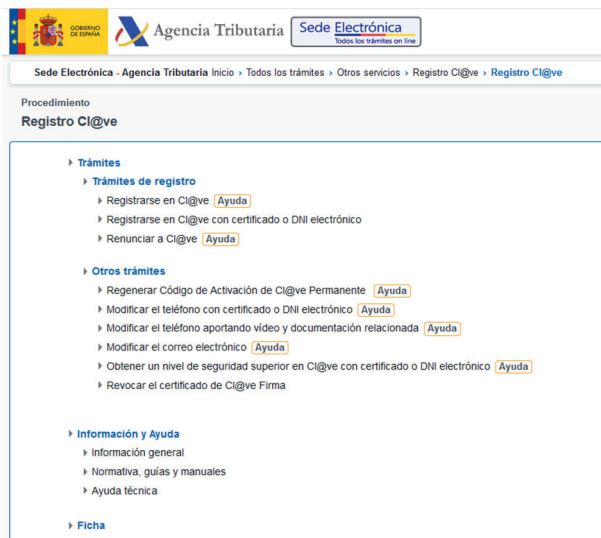 GOBIERNO
DE ESPAÑA
Agencia Tributaria
Sede Electrónica
Todos los trámites on line
Sede Electrónica - Agencia Tributaria Inicio › Todos los trámites › Otros servicios › Registro Cl@ve › Registro Cl@ve
Procedimiento
Registro Cl@ve
Trámites
Trámites de registro
Registrarse en Cl@ve Ayuda
Registrarse en Cl@ve con certificado o DNI electrónico
Renunciar a Cl@ve Ayuda
Otros trámites
Regenerar Código de Activación de Cl@ve Permanente Ayuda
Modificar el teléfono con certificado o DNI electrónico Ayuda
Modificar el teléfono aportando vídeo y documentación relacionada Ayuda
Modificar el correo electrónico Ayuda
Obtener un nivel de seguridad superior en Cl@ve con certificado o DNI electrónico Ayuda
Revocar el certificado de Cl@ve Firma
Información y Ayuda
Información general
Normativa, guías y manuales
Ayuda técnica
Ficha